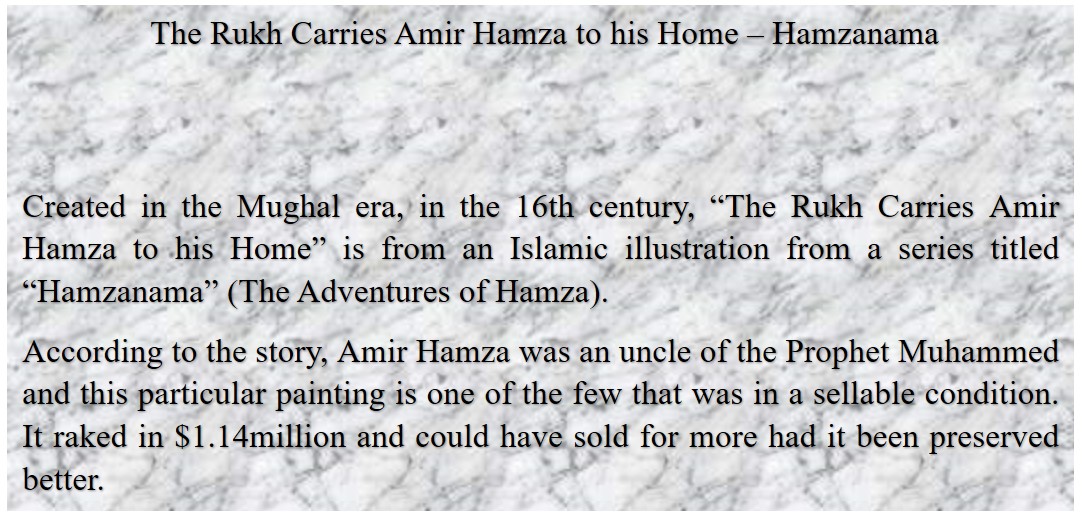 The Rukh Carries Amir Hamza to his Home – Hamzanama
Created in the Mughal era, in the 16th century, “The Rukh Carries Amir
Hamza to his Home” is from an Islamic illustration from a series titled
“Hamzanama” (The Adventures of Hamza).
According to the story, Amir Hamza was an uncle of the Prophet Muhammed
and this particular painting is one of the few that was in a sellable condition.
It raked in $1.14million and could have sold for more had it been preserved
better.